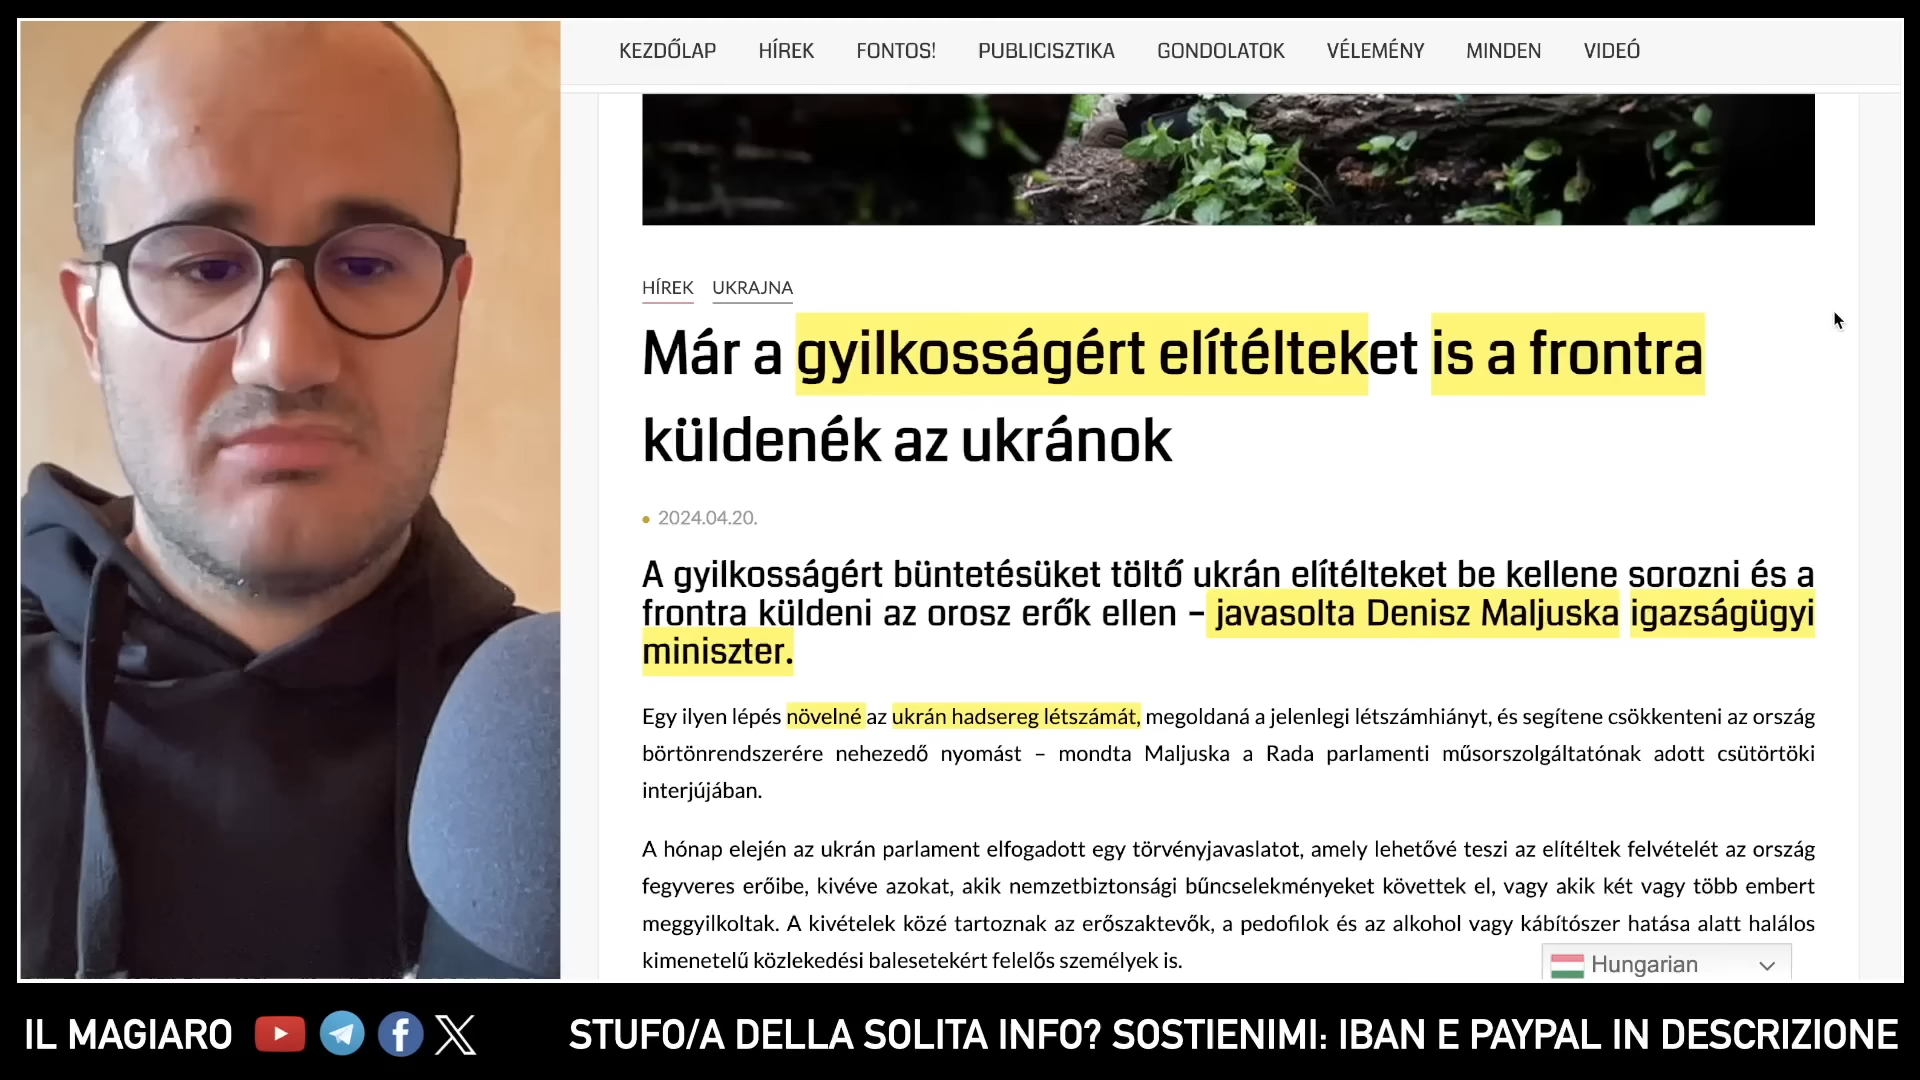 KEZDŐLAP HÍREK FONTOS! PUBLICISZTIKA GONDOLATOK VÉLEMÉNY MINDEN VIDEÓ
HÍREK UKRAJNA
Már a gyilkosságért elítélteket is a frontra
küldenék az ukránok
2024.04.20.
A gyilkosságért büntetésüket töltő ukrán elítélteket be kellene sorozni és a
frontra küldeni az orosz erők ellen – javasolta Denisz Maljuska igazságügyi
miniszter.
Egy ilyen lépés növelné az ukrán hadsereg létszámát, megoldaná a jelenlegi létszámhiányt, és segítene csökkenteni az ország
börtönrendszerére nehezedő nyomást – mondta Maljuska a Rada parlamenti műsorszolgáltatónak adott csütörtöki
interjújában.
A hónap elején az ukrán parlament elfogadott egy törvényjavaslatot, amely lehetővé teszi az elítéltek felvételét az ország
fegyveres erőibe, kivéve azokat, akik nemzetbiztonsági bűncselekményeket követtek el, vagy akik két vagy több embert
meggyilkoltak. A kivételek közé tartoznak az erőszaktevők, a pedofilok és az alkohol vagy kábítószer hatása alatt halálos
kimenetelű közlekedési balesetekért felelős személyek is.
Hungarian
IL MAGIARO STUFO/A DELLA SOLITA INFO? SOSTIENIMI: IBAN E PAYPAL IN DESCRIZIONE